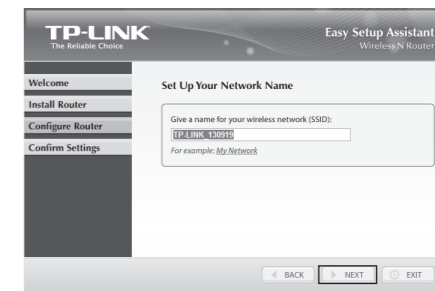 TP-LINK
The Reliable Choice
Easy Setup Assistant
Wireless N Router
Welcome
Install Router
Configure Router
Confirm Settings
Set Up Your Network Name
Give a name for your wireless network (SSID):
TP-LINK_130919
For example: My Network
BACK
NEXT
EXIT